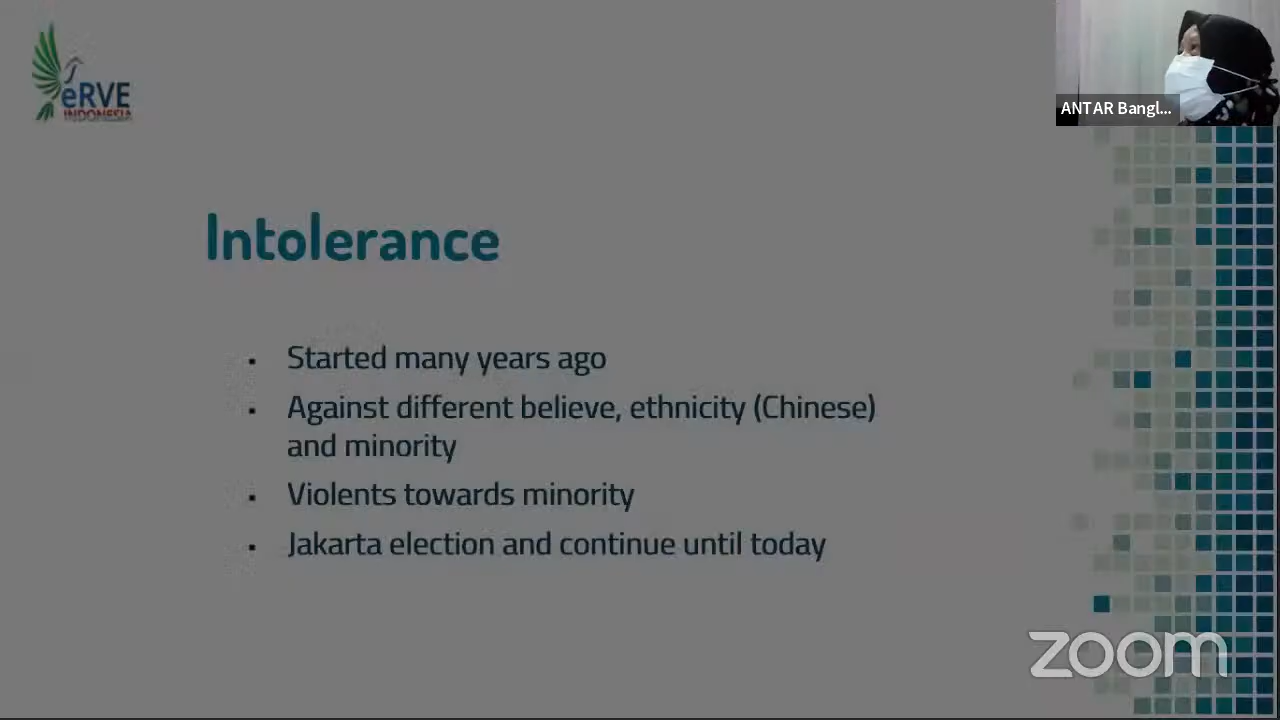 eRVE
INDONESIA
ANTAR Bangl...
Intolerance
▪ Started many years ago
▪ Against different believe, ethnicity (Chinese)
and minority
▪ Violents towards minority
▪ Jakarta election and continue until today
zoom